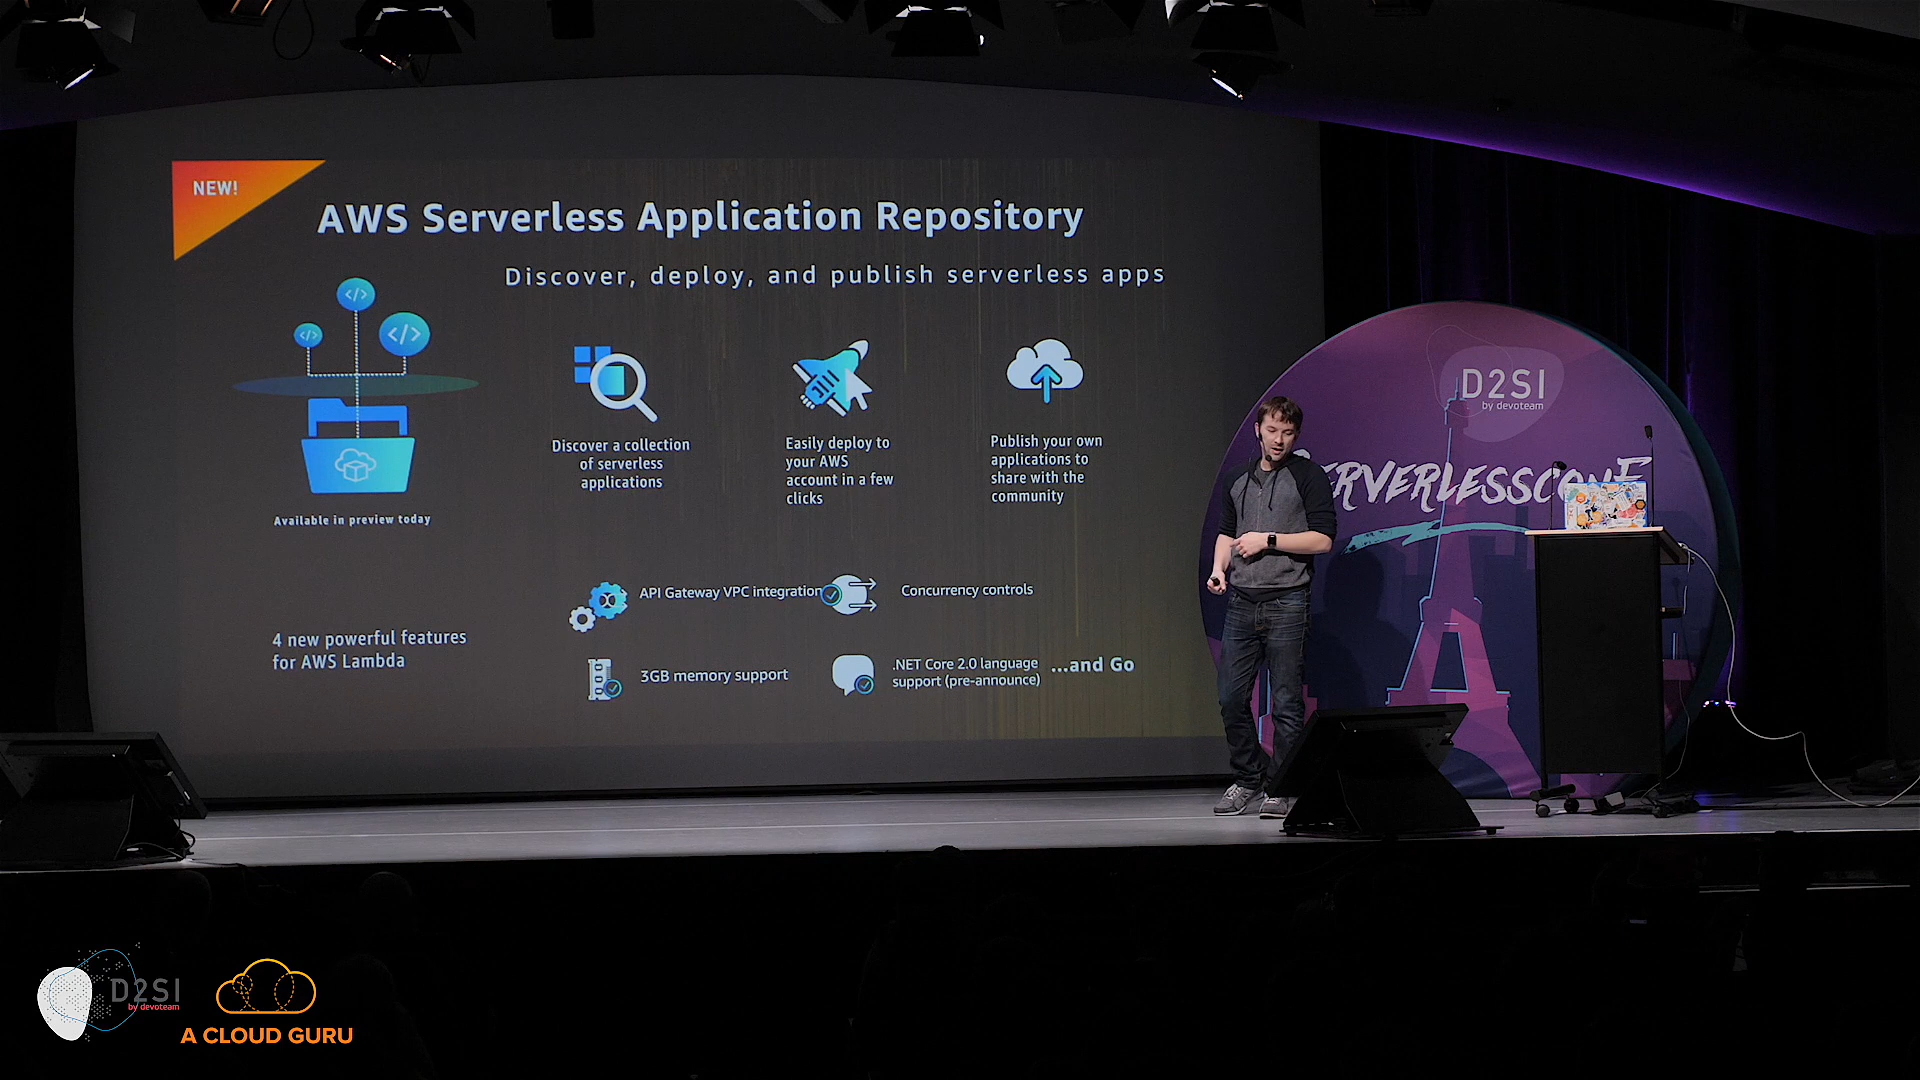 NEW!
AWS Serverless Application Repository
Discover, deploy, and publish serverless apps
</>
</>
</>
Available in preview today
Discover a collection
of serverless
applications
Easily deploy to
your AWS
account in a few
clicks
Publish your own
applications to
share with the
community
4 new powerful features
for AWS Lambda
API Gateway VPC integration
Concurrency controls
3GB memory support
.NET Core 2.0 language
support (pre-announce)
...and Go
D2SI
by devoteam
SERVERLESSCONF
D2SI
by devoteam
A CLOUD GURU